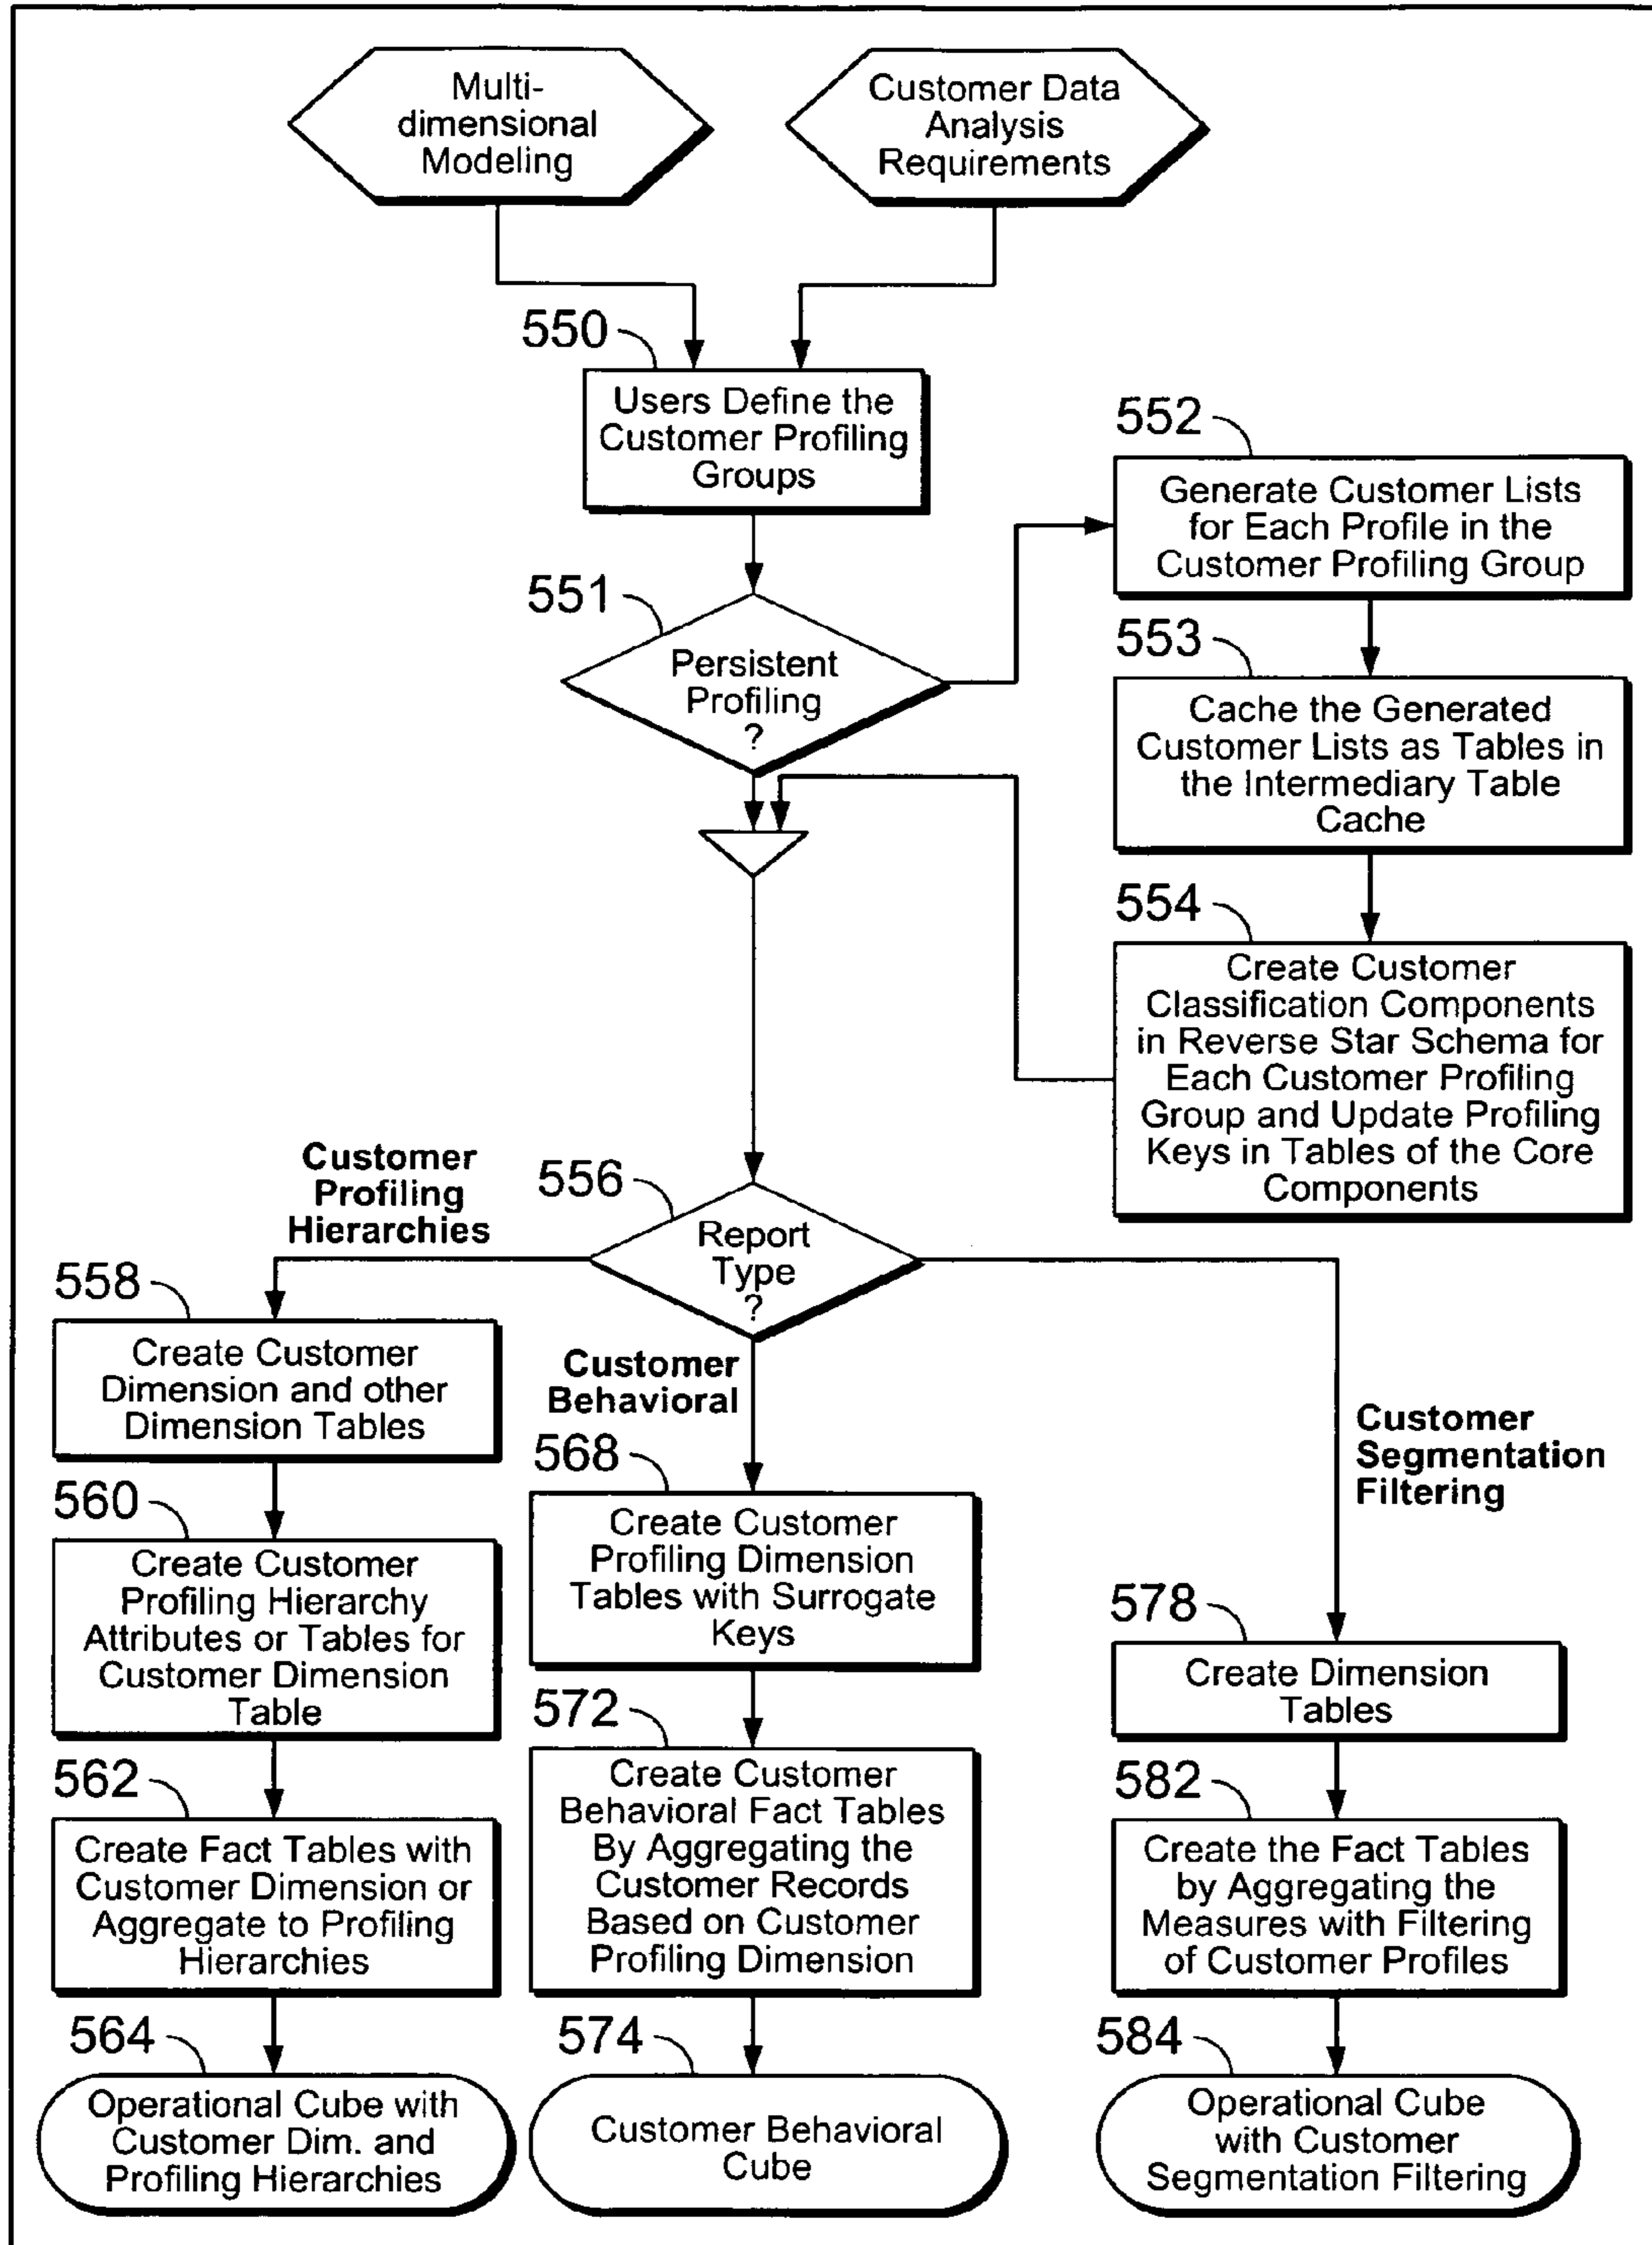 Multi-
dimensional
Modeling
Customer Data
Analysis
Requirements
550
Users Define the
Customer Profiling
Groups
551
Persistent
Profiling
?
552
Generate Customer Lists
for Each Profile in the
Customer Profiling Group
553
Cache the Generated
Customer Lists as Tables in
the Intermediary Table
Cache
554
Create Customer
Classification Components
in Reverse Star Schema for
Each Customer Profiling
Group and Update Profiling
Keys in Tables of the Core
Components
556
Report
Type
?
Customer
Profiling
Hierarchies
558
Create Customer
Dimension and other
Dimension Tables
560
Create Customer
Profiling Hierarchy
Attributes or Tables for
Customer Dimension
Table
562
Create Fact Tables with
Customer Dimension or
Aggregate to Profiling
Hierarchies
564
Operational Cube with
Customer Dim. and
Profiling Hierarchies
Customer
Behavioral
568
Create Customer
Profiling Dimension
Tables with Surrogate
Keys
572
Create Customer
Behavioral Fact Tables
By Aggregating the
Customer Records
Based on Customer
Profiling Dimension
574
Customer Behavioral
Cube
Customer
Segmentation
Filtering
578
Create Dimension
Tables
582
Create the Fact Tables
by Aggregating the
Measures with Filtering
of Customer Profiles
584
Operational Cube
with Customer
Segmentation Filtering